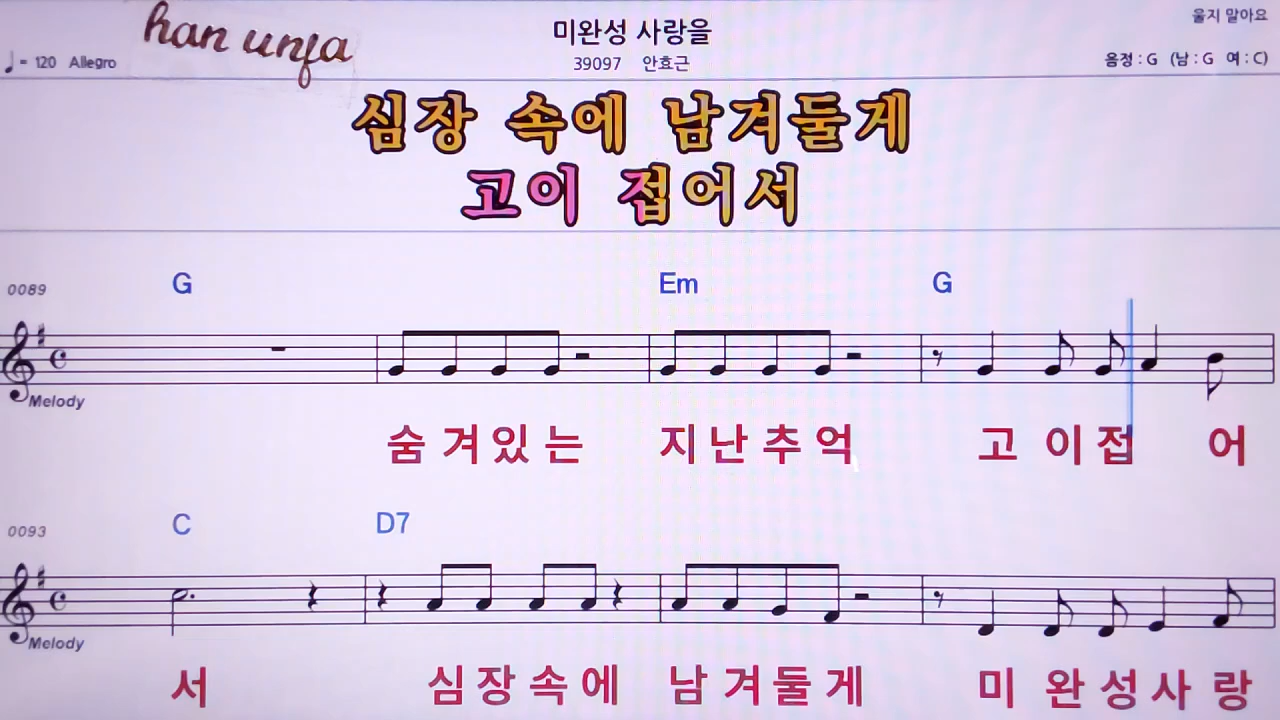 han unfa
미완성 사랑을
울지 말아요
♩= 120 Allegro
39097 안효근
음정 : G (남 : G 여 : C)
심장 속에 남겨둘게
고이 접어서
G Em G
0089
Melody
숨겨있는 지난추억 고이접어
C D7
0093
Melody
서 심장속에 남겨둘게 미완성사랑